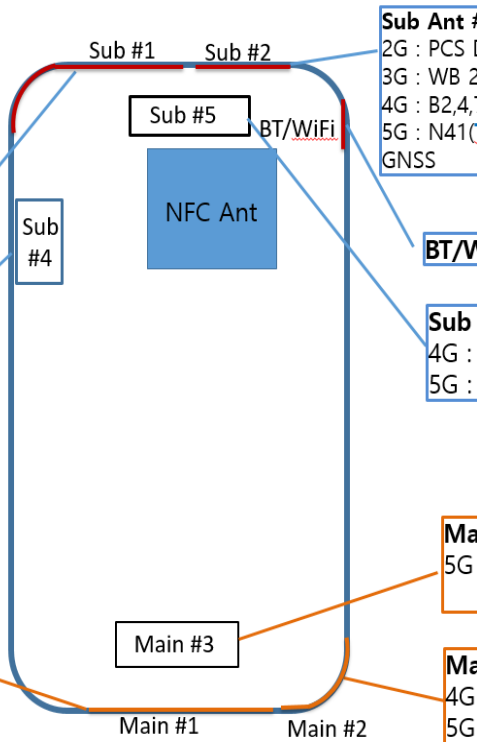 Sub #1
Sub #2
Sub Ant #
2G : PCS
3G : WB 2
4G : B2,4,
5G : N41(
GNSS
Sub #5
BT/WiFi
NFC Ant
Sub
#4
BT/W
Sub
4G :
5G :
Ma
5G
Main #3
Ma
4G
5G
Main #1
Main #2